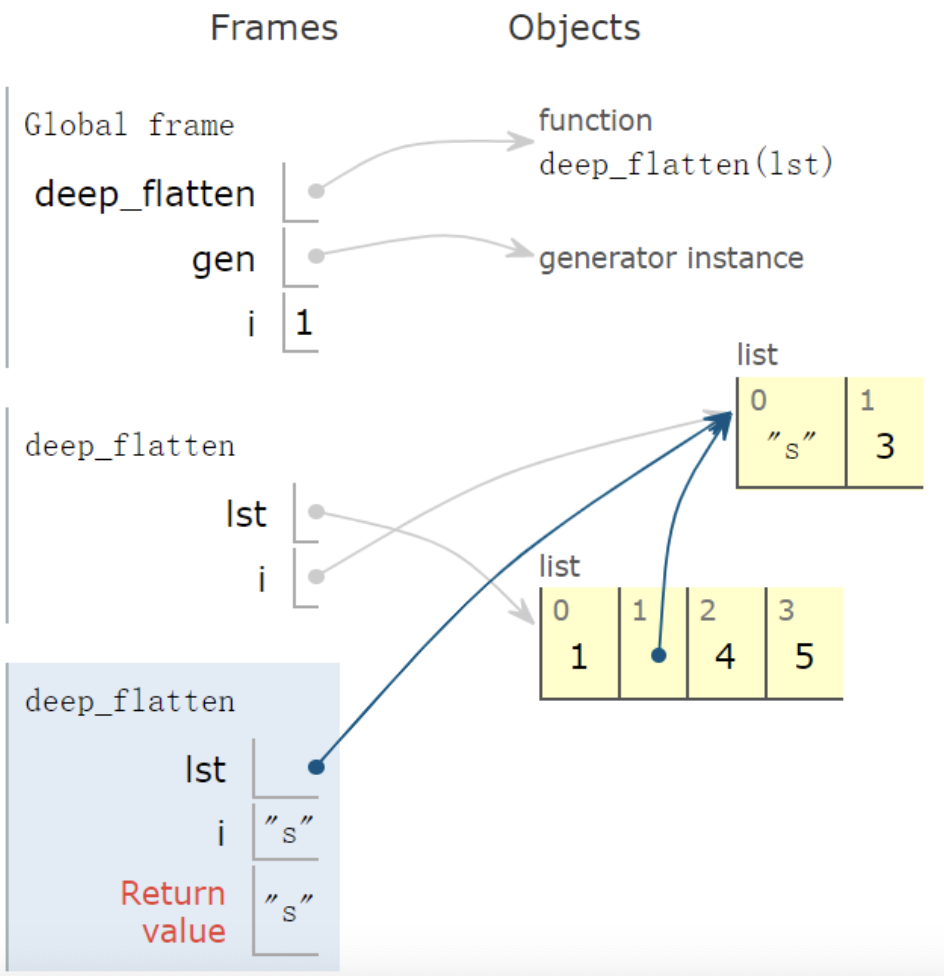 Frames Objects
Global frame
function
deep_flatten(lst)
deep_flatten
gen
generator instance
i 1
list
0 1
"s" 3
deep_flatten
lst
i
list
0 1 2 3
1 4 5
deep_flatten
lst
i "s"
Return
value "s"